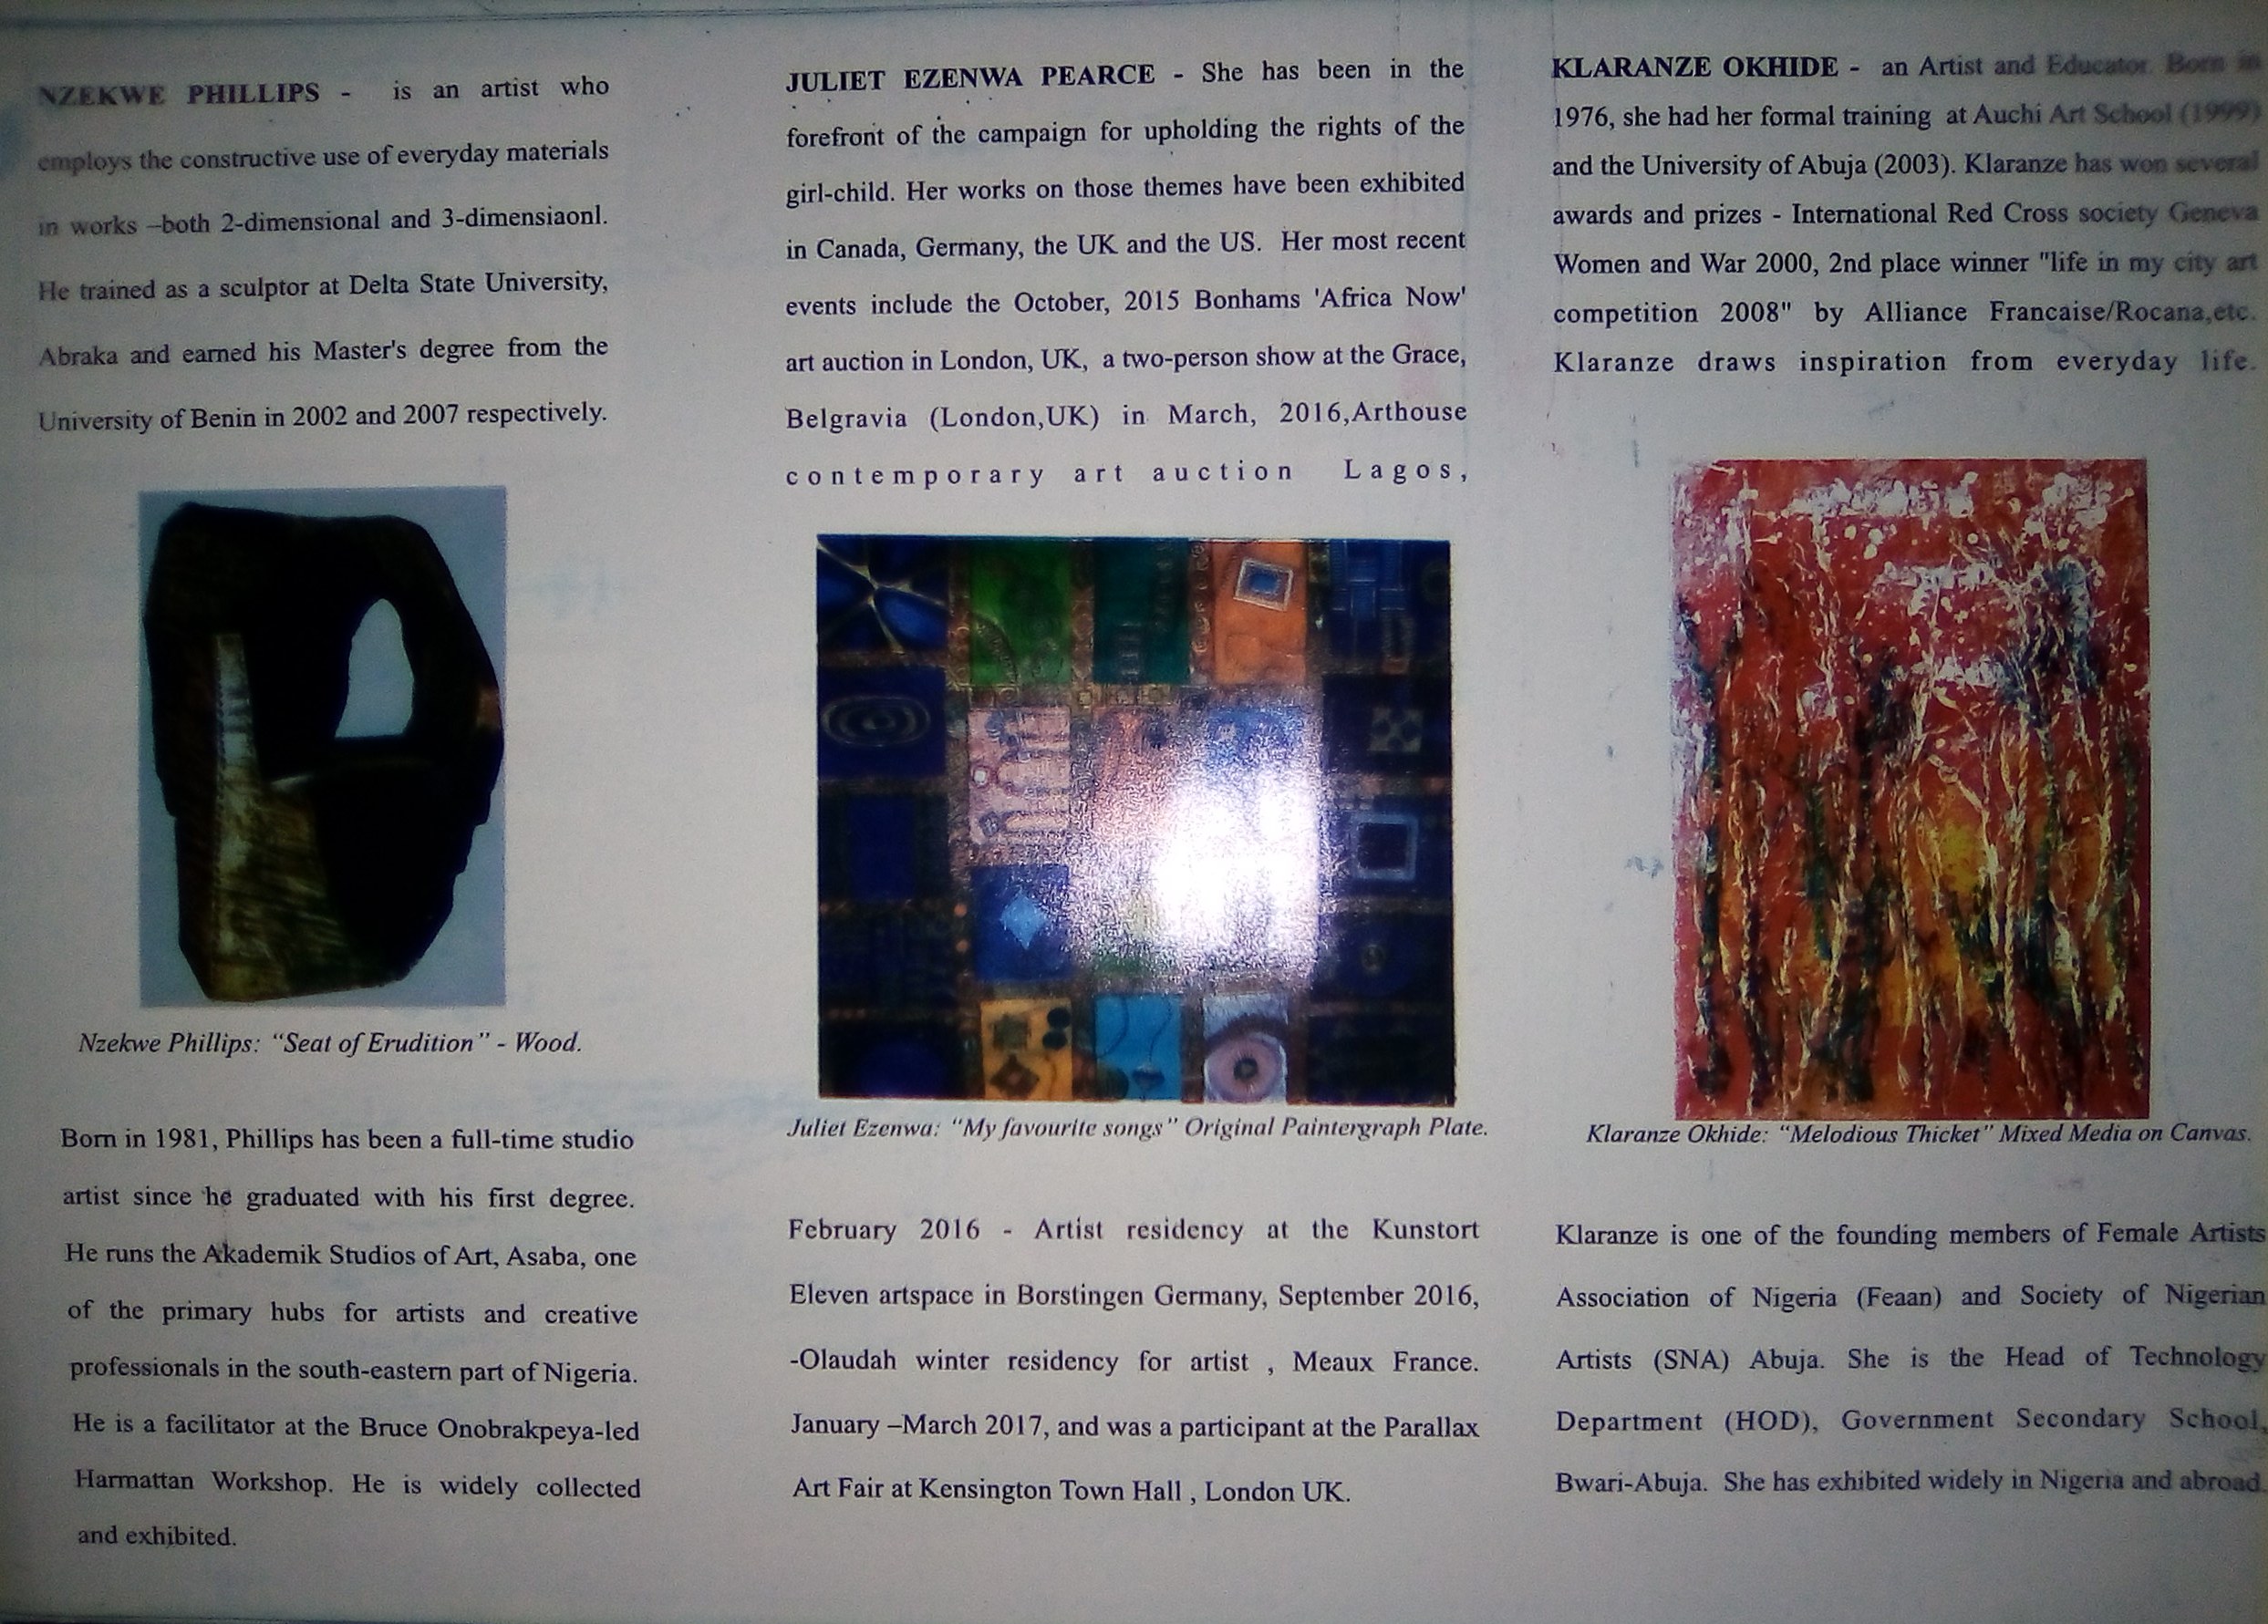 NZEKWE PHILLIPS - is an artist who
employs the constructive use of everyday materials
in works –both 2-dimensional and 3-dimensiaonl.
He trained as a sculptor at Delta State University,
Abraka and earned his Master's degree from the
University of Benin in 2002 and 2007 respectively.
Nzekwe Phillips: “Seat of Erudition” - Wood.
Born in 1981, Phillips has been a full-time studio
artist since he graduated with his first degree.
He runs the Akademik Studios of Art, Asaba, one
of the primary hubs for artists and creative
professionals in the south-eastern part of Nigeria.
He is a facilitator at the Bruce Onobrakpeya-led
Harmattan Workshop. He is widely collected
and exhibited.
JULIET EZENWA PEARCE - She has been in the
forefront of the campaign for upholding the rights of the
girl-child. Her works on those themes have been exhibited
in Canada, Germany, the UK and the US. Her most recent
events include the October, 2015 Bonhams 'Africa Now'
art auction in London, UK, a two-person show at the Grace,
Belgravia (London,UK) in March, 2016,Arthouse
contemporary art auction Lagos,
Juliet Ezenwa: “My favourite songs” Original Paintergraph Plate.
February 2016 - Artist residency at the Kunstort
Eleven artspace in Borstingen Germany, September 2016,
-Olaudah winter residency for artist , Meaux France.
January –March 2017, and was a participant at the Parallax
Art Fair at Kensington Town Hall , London UK.
KLARANZE OKHIDE - an Artist and Educator. Born in
1976, she had her formal training at Auchi Art School (1999)
and the University of Abuja (2003). Klaranze has won several
awards and prizes - International Red Cross society Geneva
Women and War 2000, 2nd place winner "life in my city art
competition 2008" by Alliance Francaise/Rocana,etc.
Klaranze draws inspiration from everyday life.
Klaranze Okhide: “Melodious Thicket” Mixed Media on Canvas.
Klaranze is one of the founding members of Female Artists
Association of Nigeria (Feaan) and Society of Nigerian
Artists (SNA) Abuja. She is the Head of Technology
Department (HOD), Government Secondary School,
Bwari-Abuja. She has exhibited widely in Nigeria and abroad.